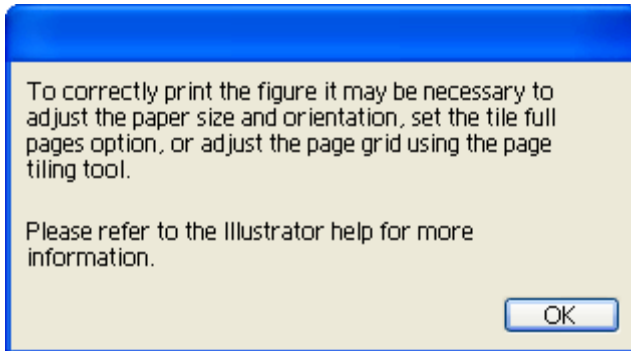 To correctly print the figure it may be necessary to
adjust the paper size and orientation, set the tile full
pages option, or adjust the page grid using the page
tiling tool.
Please refer to the Illustrator help for more
information.
OK